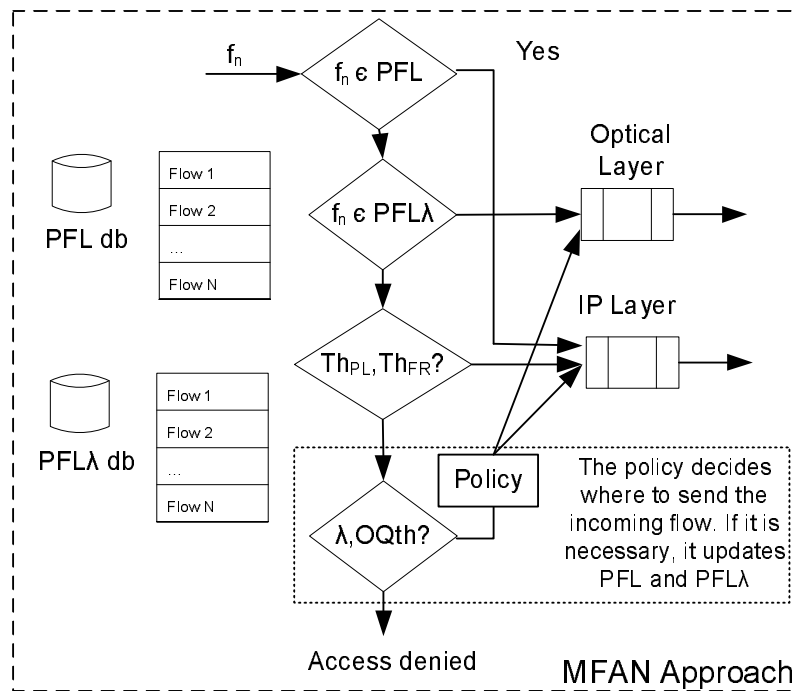 fn
fn є PFL
Yes
Optical
Layer
Flow 1
Flow 2
...
Flow N
PFL db
fn є PFLλ
IP Layer
ThPL,ThFR?
Flow 1
Flow 2
...
Flow N
PFLλ db
Policy
The policy decides
where to send the
incoming flow. If it is
necessary, it updates
PFL and PFLλ
λ,OQth?
Access denied
MFAN Approach